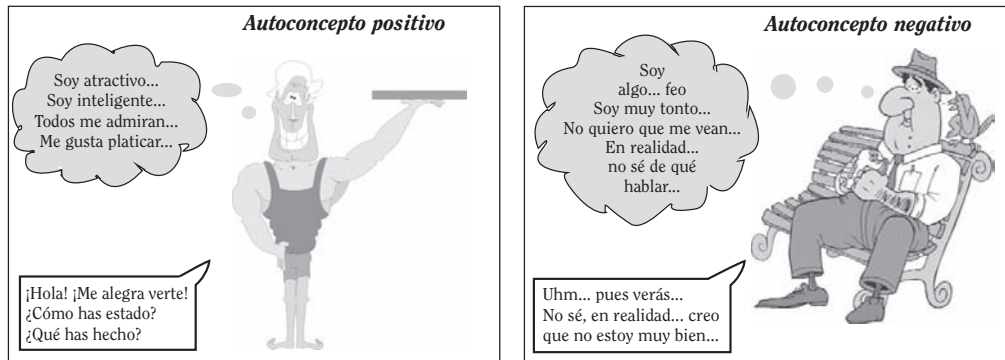 Autoconcepto positivo
Soy atractivo...
Soy inteligente...
Todos me admiran...
Me gusta platicar...
¡Hola! ¡Me alegra verte!
¿Cómo has estado?
¿Qué has hecho?
Autoconcepto negativo
Soy
algo... feo
Soy muy tonto...
No quiero que me vean...
En realidad...
no sé de qué
hablar...
Uhm... pues verás...
No sé, en realidad... creo
que no estoy muy bien...